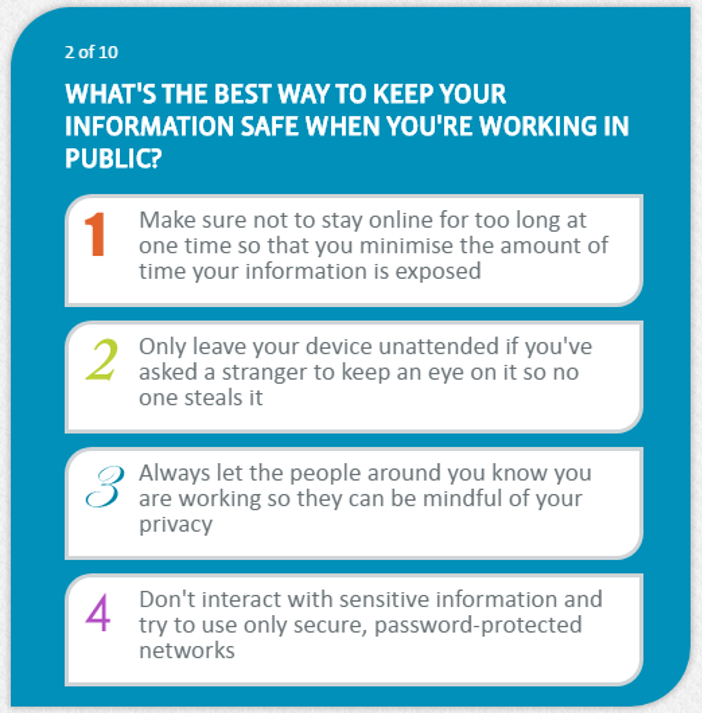 2 of 10
WHAT'S THE BEST WAY TO KEEP YOUR
INFORMATION SAFE WHEN YOU'RE WORKING IN
PUBLIC?
1
Make sure not to stay online for too long at
one time so that you minimise the amount of
time your information is exposed
2
Only leave your device unattended if you've
asked a stranger to keep an eye on it so no
one steals it
3
Always let the people around you know you
are working so they can be mindful of your
privacy
4
Don't interact with sensitive information and
try to use only secure, password-protected
networks